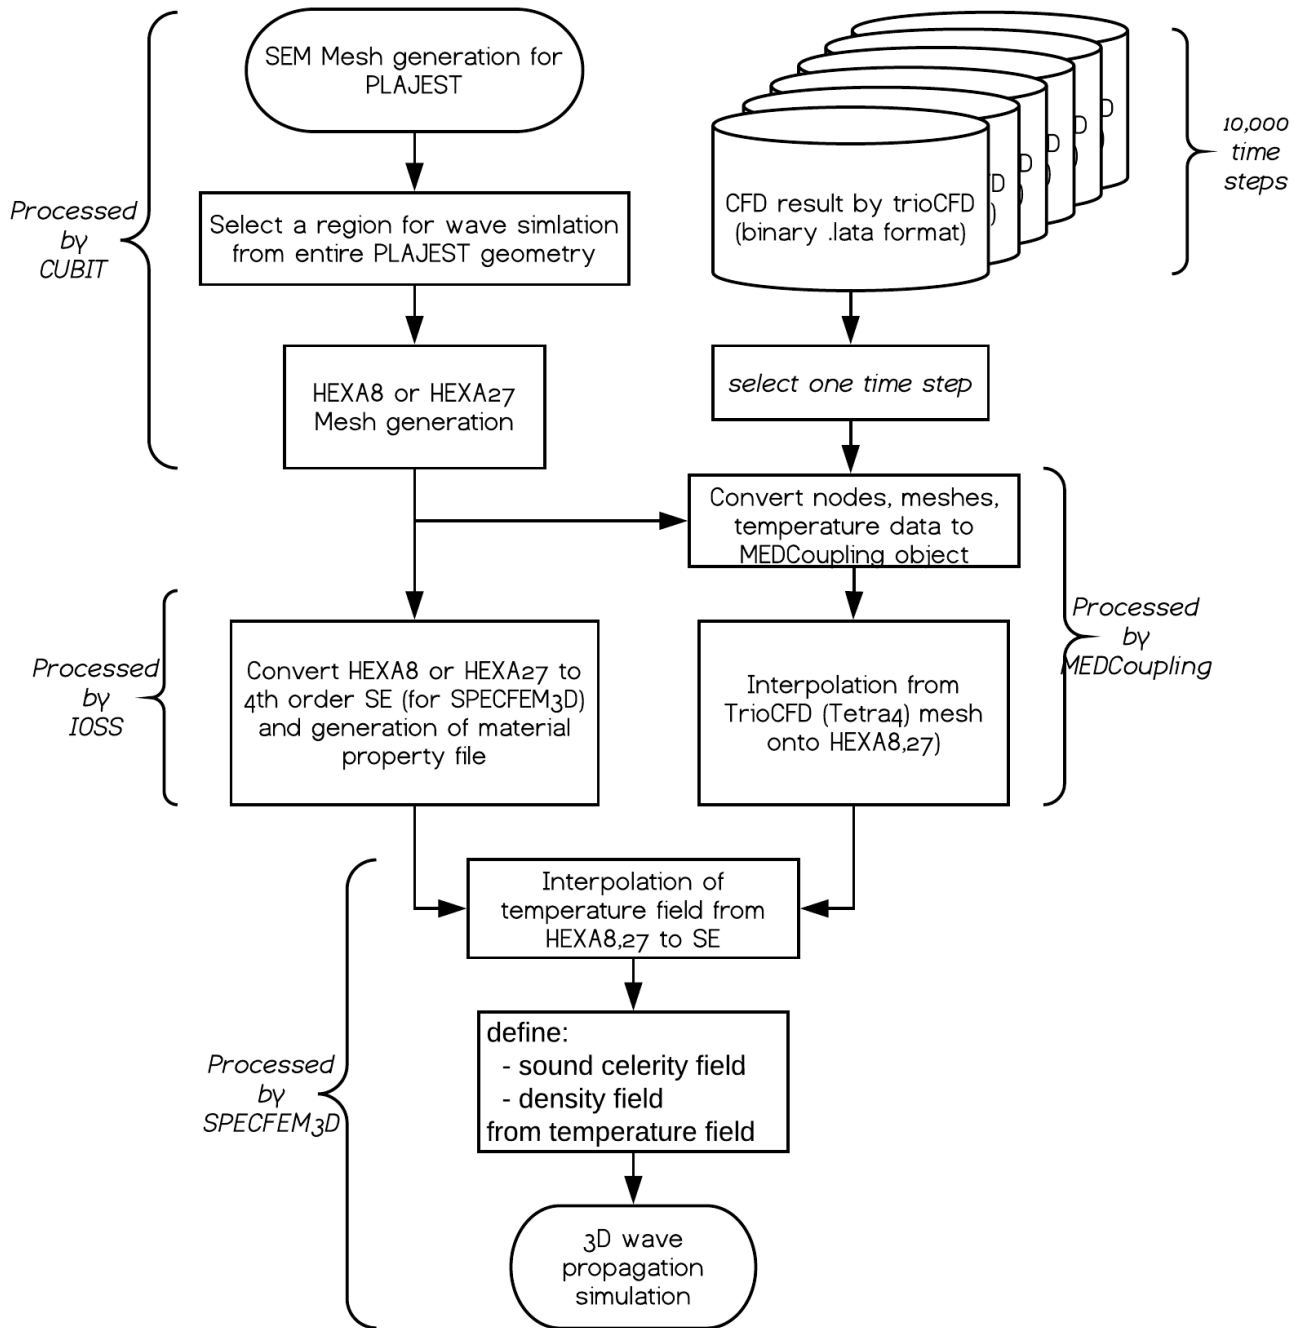 SEM Mesh generation for
PLAJEST
Select a region for wave simlation
from entire PLAJEST geometry
HEXA8 or HEXA27
Mesh generation
Processed
by
CUBIT
CFD result by trioCFD
(binary .lata format)
FD
)
D
)
D
)
D
)
D
)
10,000
time
steps
select one time step
Convert nodes, meshes,
temperature data to
MEDCoupling object
Processed
by
IOSS
Convert HEXA8 or HEXA27 to
4th order SE (for SPECFEM3D)
and generation of material
property file
Interpolation from
TrioCFD (Tetra4) mesh
onto HEXA8,27)
Processed
by
MEDCoupling
Interpolation of
temperature field from
HEXA8,27 to SE
Processed
by
SPECFEM3D
define:
- sound celerity field
- density field
from temperature field
3D wave
propagation
simulation